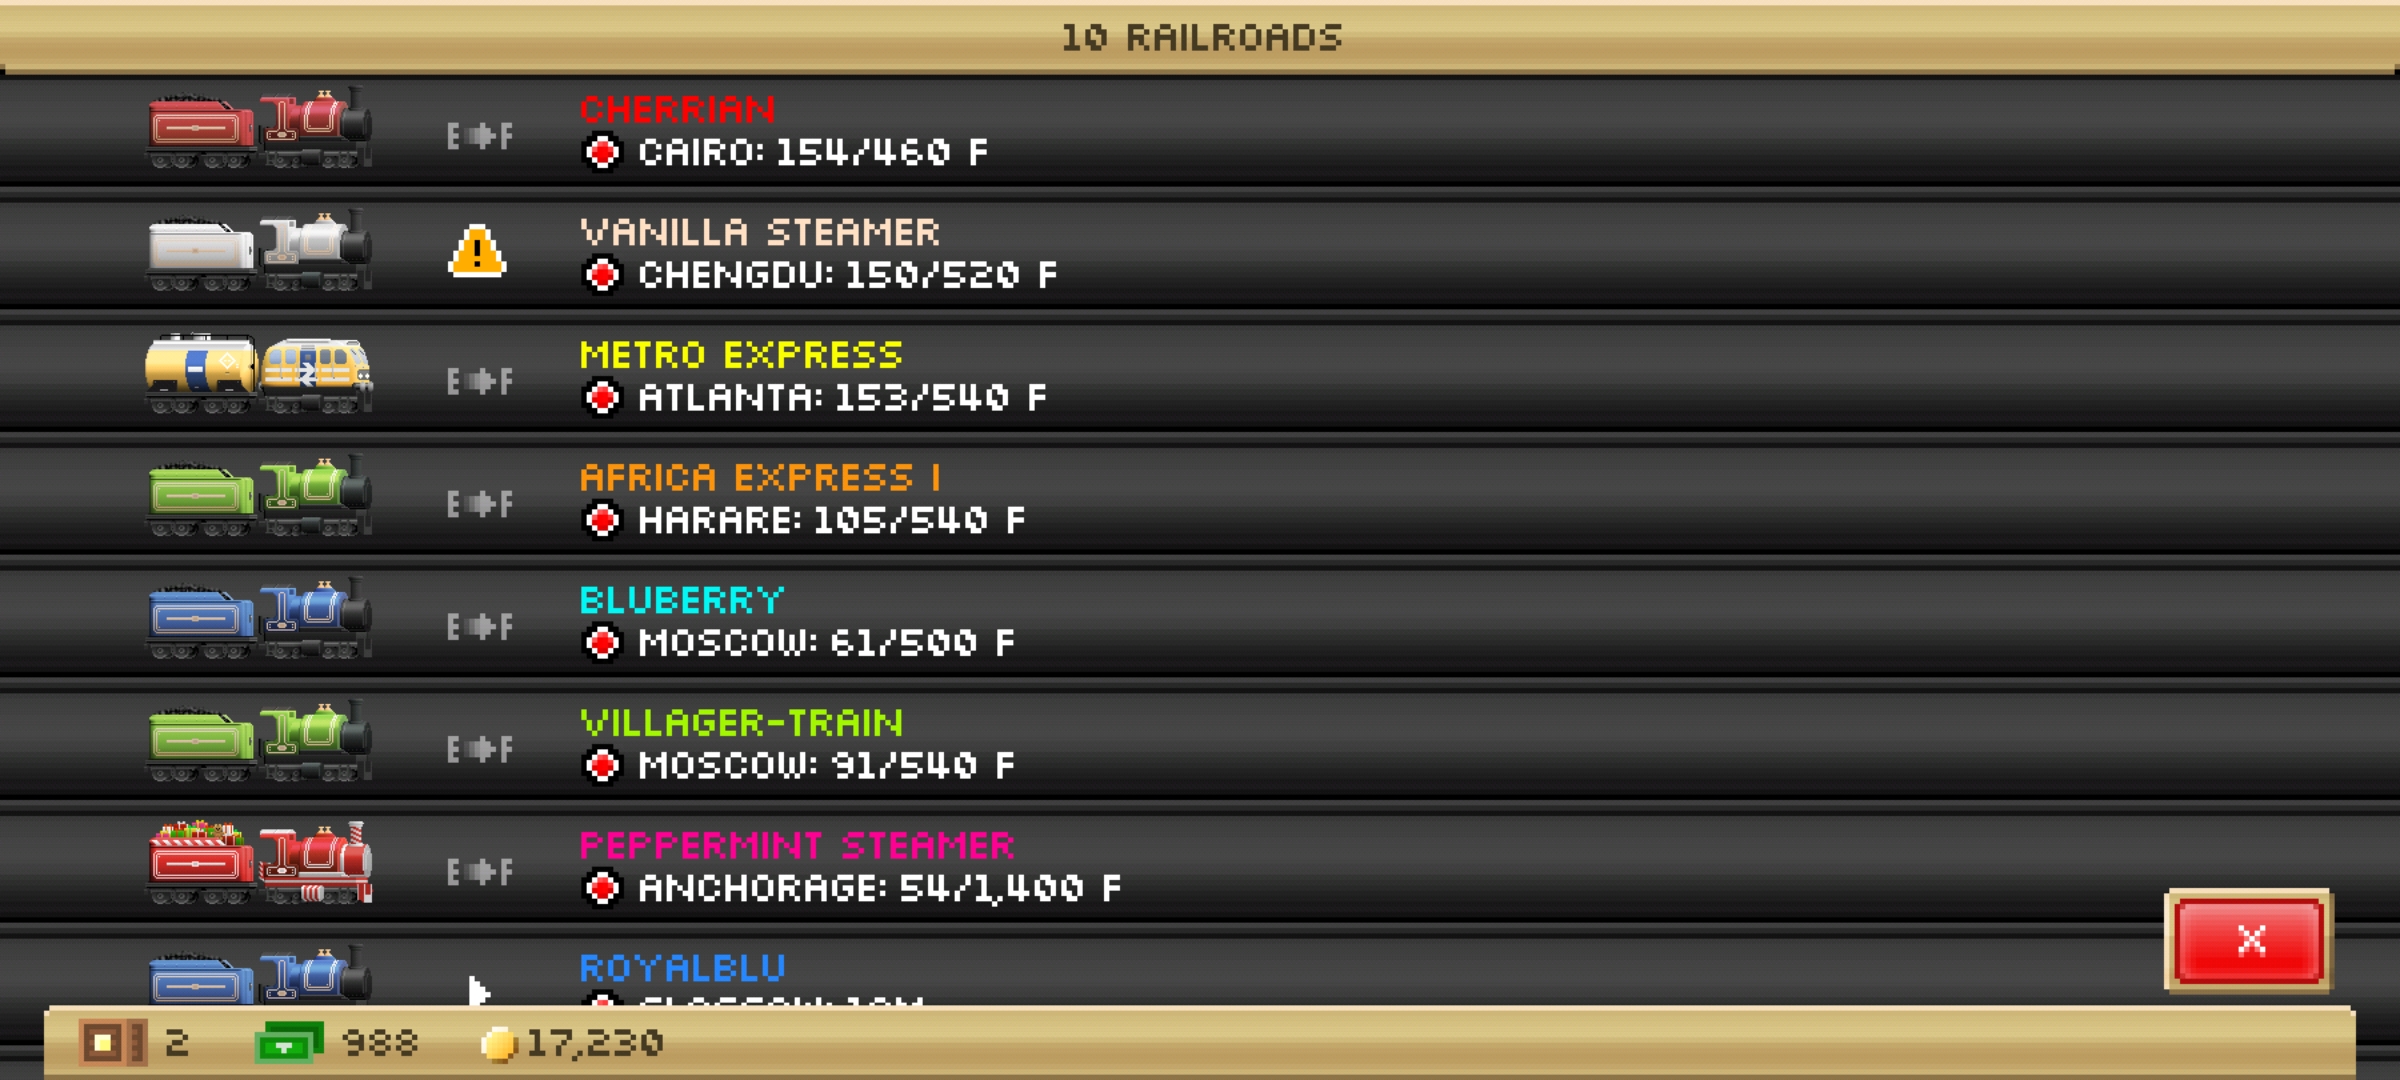 10 RAILROADS
CHERRIAN
E F CAIRO: 154/460 F
VANILLA STEAMER
! CHENGDU: 150/520 F
METRO EXPRESS
E F ATLANTA: 153/540 F
AFRICA EXPRESS I
E F HARARE: 105/540 F
BLUBERRY
E F MOSCOW: 61/500 F
VILLAGER-TRAIN
E F MOSCOW: 91/540 F
PEPPERMINT STEAMER
E F ANCHORAGE: 54/1,400 F
X
ROYALBLU
2 988 17,230